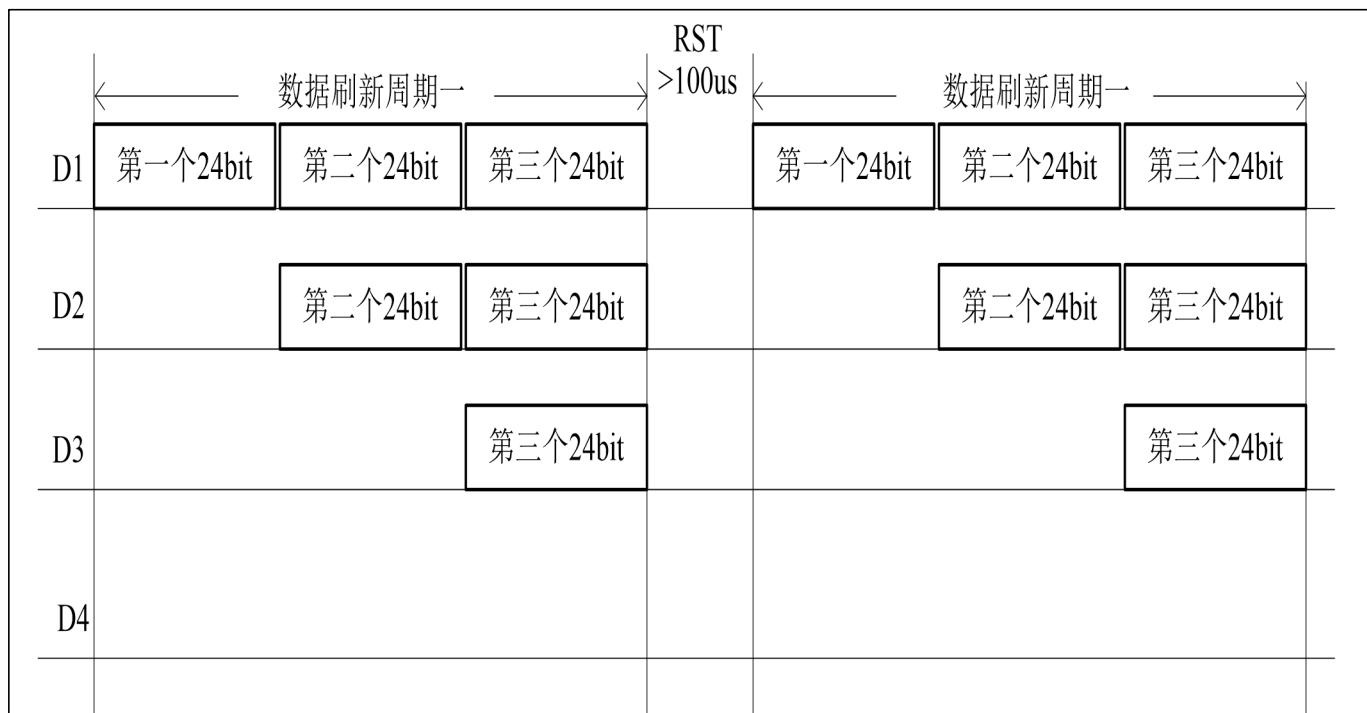 RST
>100us
数据刷新周期一 数据刷新周期一
D1 第一个24bit 第二个24bit 第三个24bit 第一个24bit 第二个24bit 第三个24bit
D2 第二个24bit 第三个24bit 第二个24bit 第三个24bit
D3 第三个24bit 第三个24bit
D4